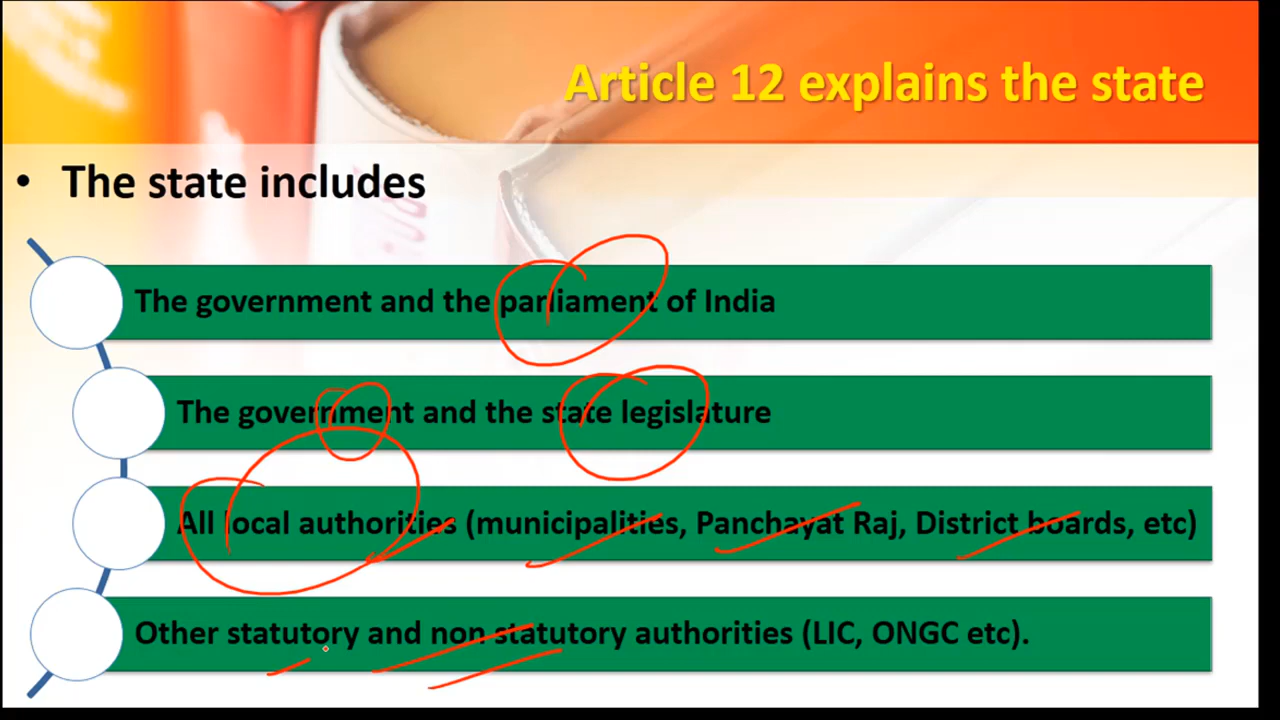 Article 12 explains the state
• The state includes
The government and the parliament of India
The government and the state legislature
All local authorities (municipalities, Panchayat Raj, District boards, etc)
Other statutory and non statutory authorities (LIC, ONGC etc).